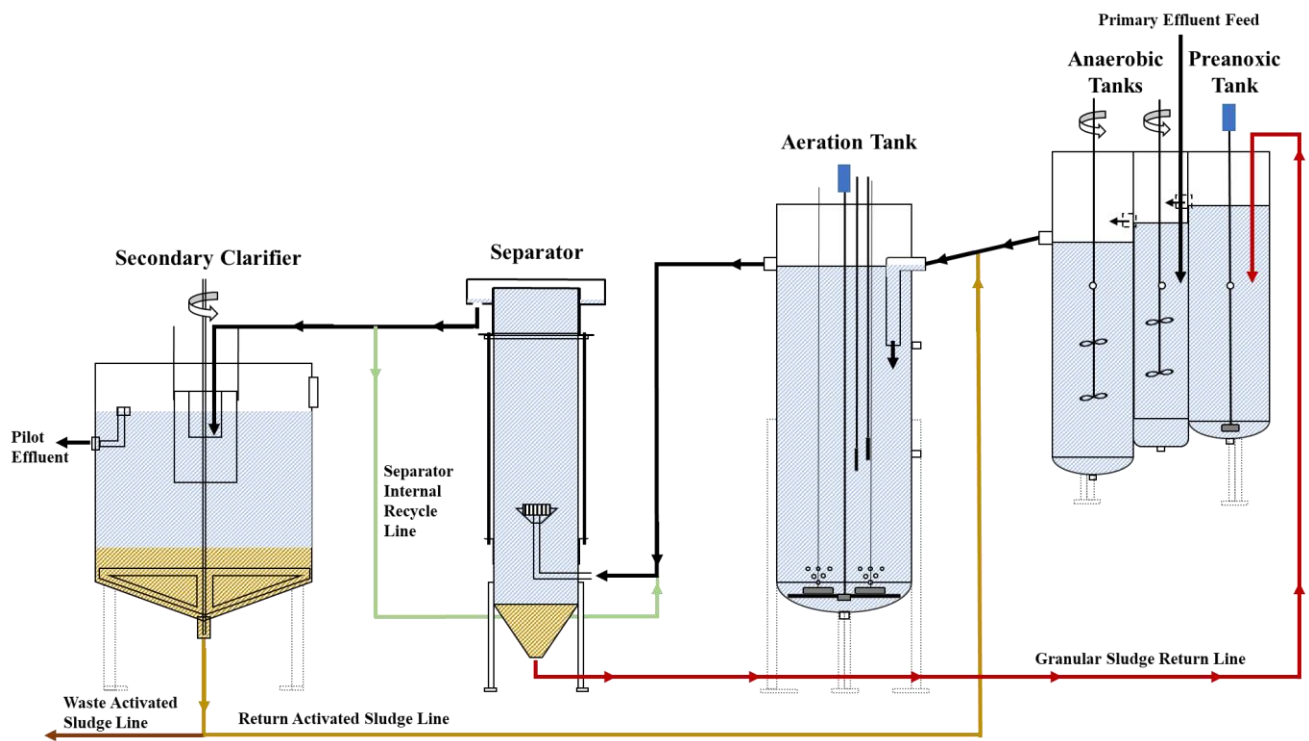 Primary Effluent Feed
Anaerobic
Tanks
Preanoxic
Tank
Aeration Tank
Separator
Secondary Clarifier
Pilot
Effluent
Separator
Internal
Recycle
Line
Granular Sludge Return Line
Waste Activated
Sludge Line
Return Activated Sludge Line